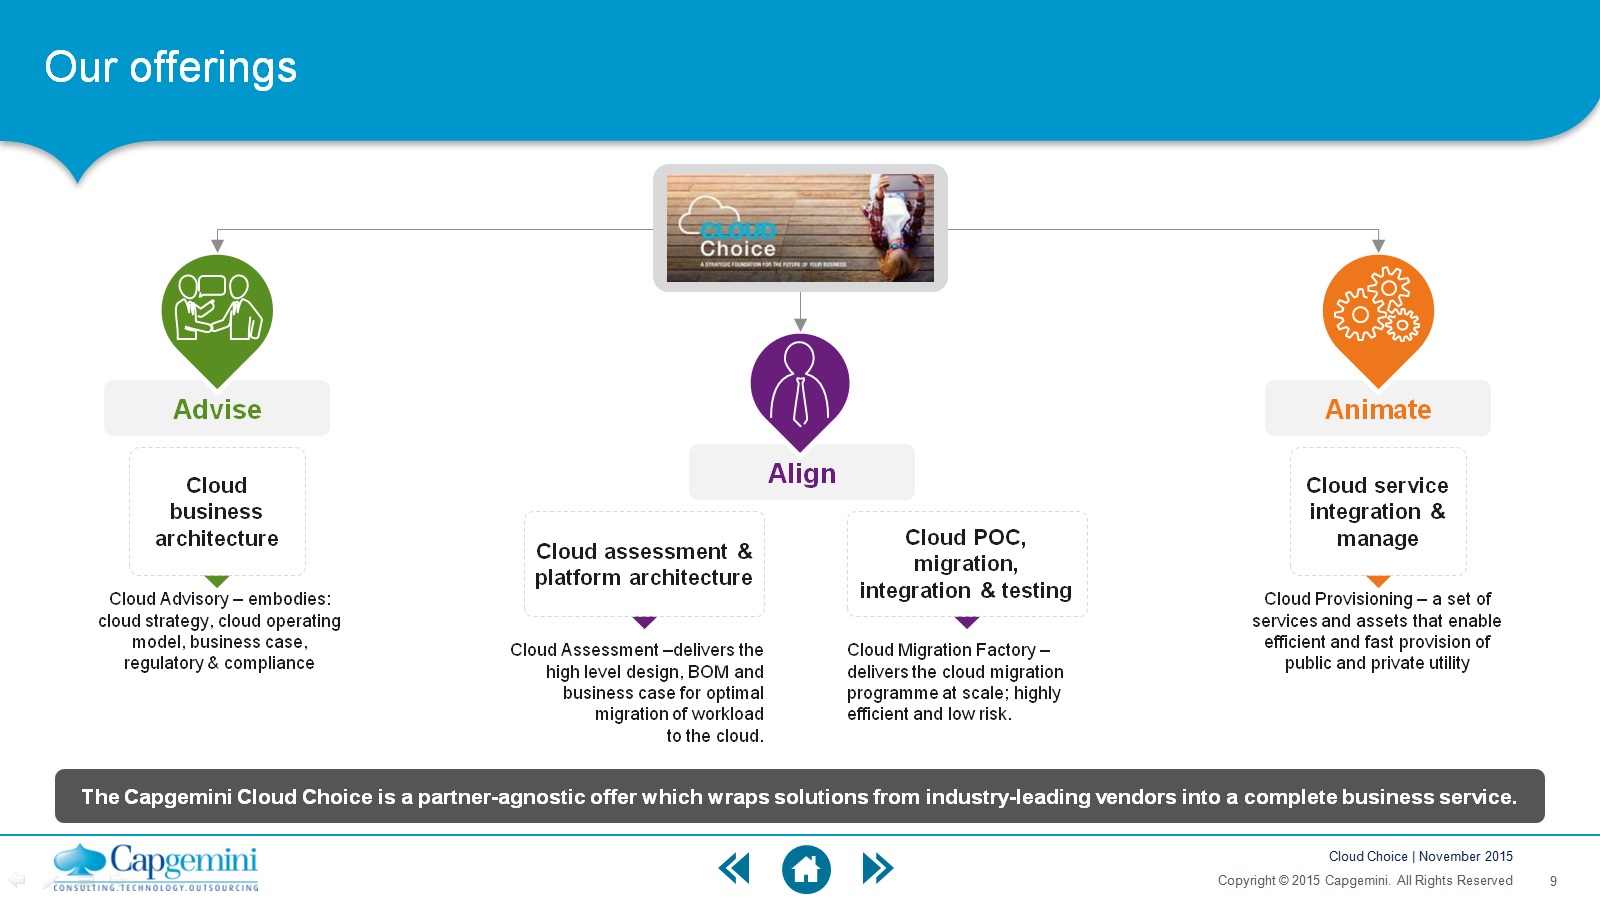 Our offerings
CLOUD
Choice
A STRATEGIC FOUNDATION FOR THE FUTURE OF YOUR BUSINESS
Advise
Cloud
business
architecture
Cloud Advisory – embodies:
cloud strategy, cloud operating
model, business case,
regulatory & compliance
Align
Cloud assessment &
platform architecture
Cloud Assessment –delivers the
high level design, BOM and
business case for optimal
migration of workload
to the cloud.
Cloud POC,
migration,
integration & testing
Cloud Migration Factory –
delivers the cloud migration
programme at scale; highly
efficient and low risk.
Animate
Cloud service
integration &
manage
Cloud Provisioning – a set of
services and assets that enable
efficient and fast provision of
public and private utility
The Capgemini Cloud Choice is a partner-agnostic offer which wraps solutions from industry-leading vendors into a complete business service.
Capgemini
CONSULTING.TECHNOLOGY.OUTSOURCING
Cloud Choice | November 2015
Copyright © 2015 Capgemini. All Rights Reserved
9